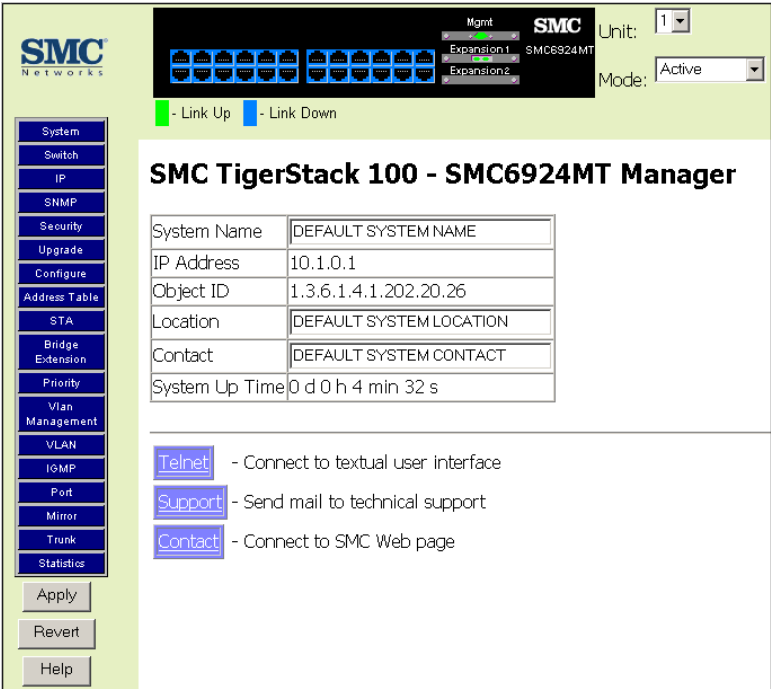 SMC
Networks
Mgmt
Expansion1
Expansion2
SMC
SMC6924MT
Unit: 1
Mode: Active
- Link Up - Link Down
System
Switch
IP
SNMP
Security
Upgrade
Configure
Address Table
STA
Bridge
Extension
Priority
Vlan
Management
VLAN
IGMP
Port
Mirror
Trunk
Statistics
Apply
Revert
Help
SMC TigerStack 100 - SMC6924MT Manager
System Name DEFAULT SYSTEM NAME
IP Address 10.1.0.1
Object ID 1.3.6.1.4.1.202.20.26
Location DEFAULT SYSTEM LOCATION
Contact DEFAULT SYSTEM CONTACT
System Up Time 0 d 0 h 4 min 32 s
Telnet - Connect to textual user interface
Support - Send mail to technical support
Contact - Connect to SMC Web page